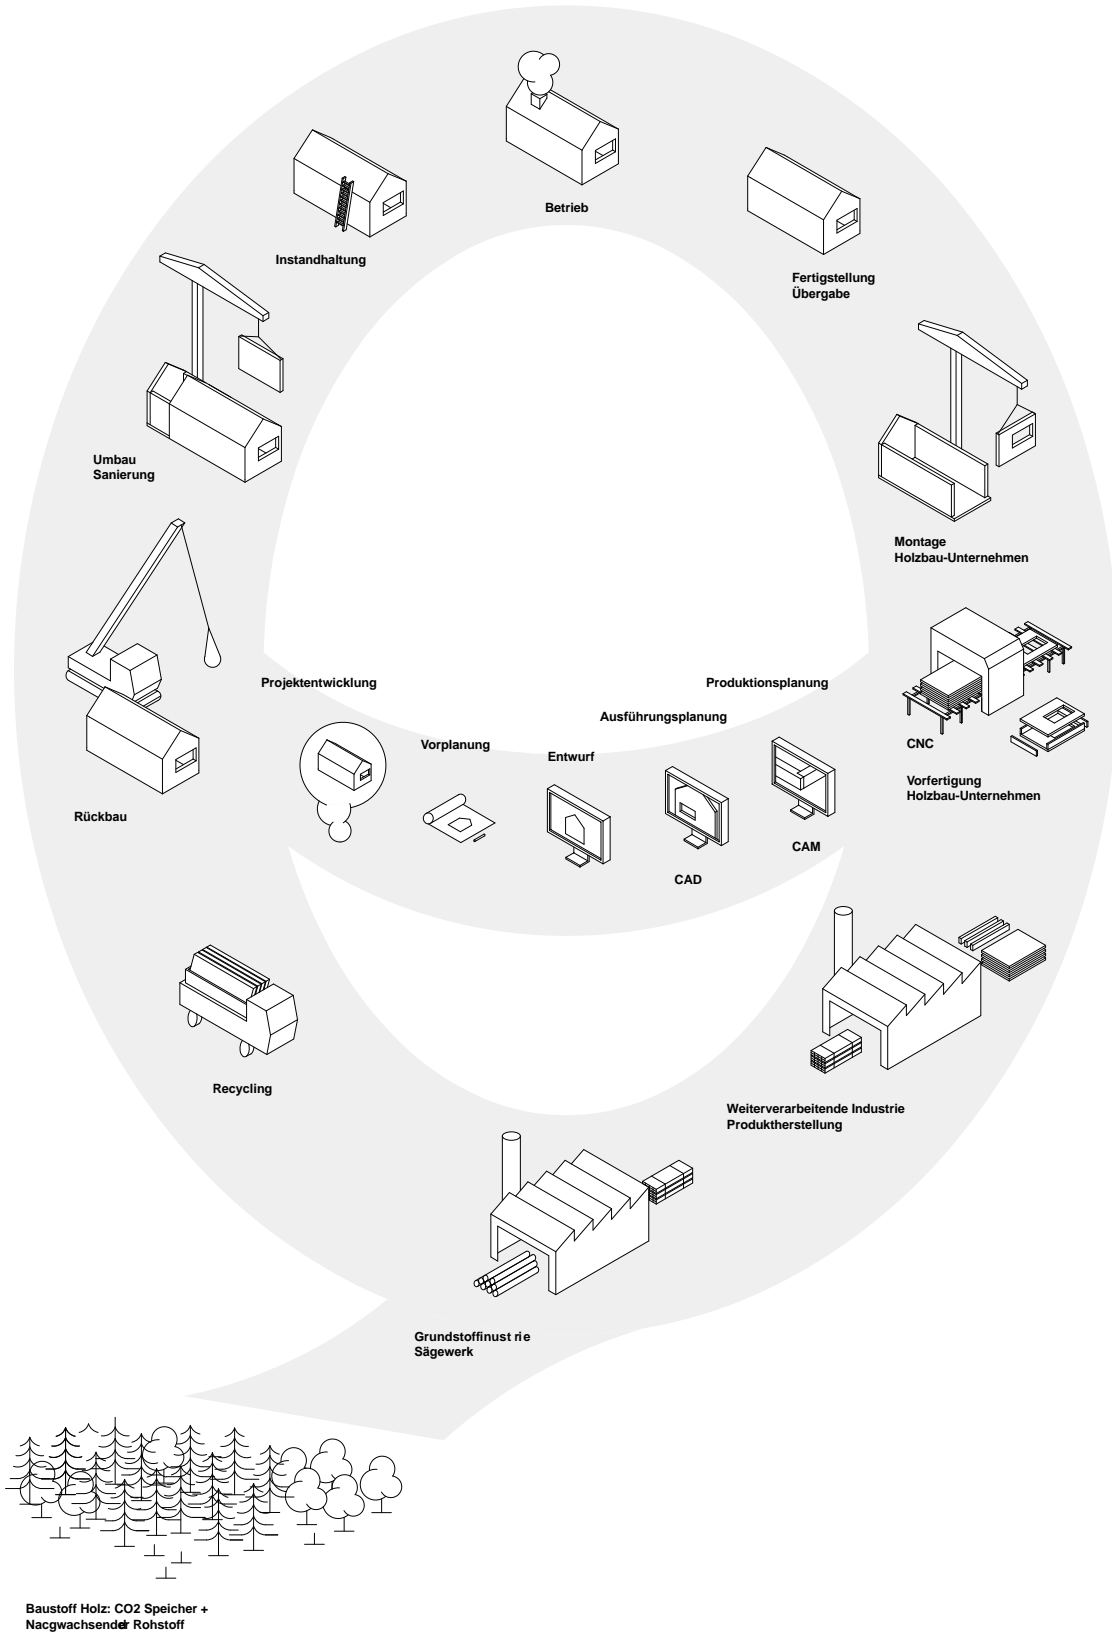 Betrieb
Instandhaltung
Fertigstellung
Übergabe
Umbau
Sanierung
Montage
Holzbau-Unternehmen
Projektentwicklung
Produktionsplanung
Ausführungsplanung
Vorplanung
Entwurf
CNC
Vorfertigung
Holzbau-Unternehmen
Rückbau
CAM
CAD
Recycling
Weiterverarbeitende Industrie
Produktherstellung
Grundstoffinust rie
Sägewerk
Baustoff Holz: CO2 Speicher +
Nacgwachsender Rohstoff